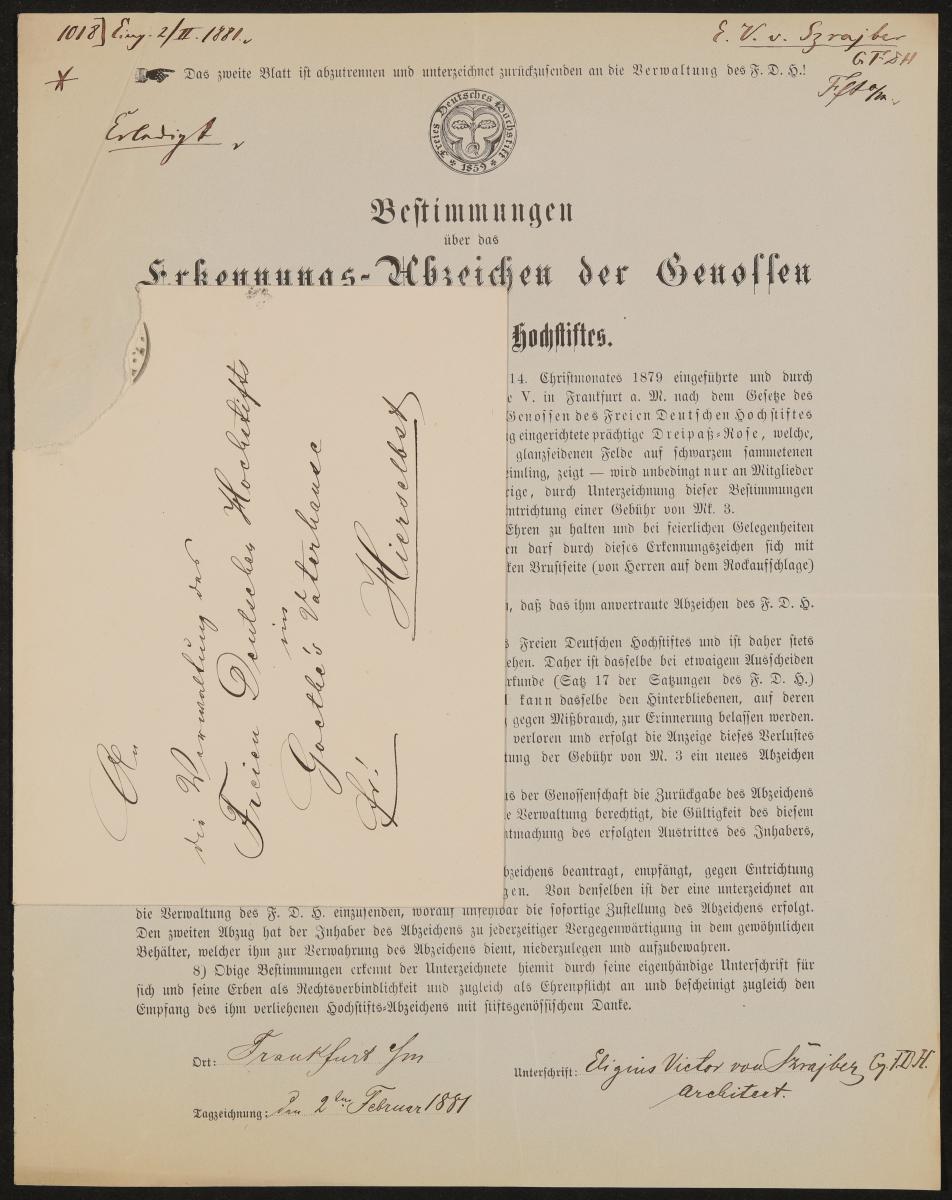 1018] Eing. 2/II. 1881.
E. V. v. Szrajber
G. F. D. H
Fft a/m.
Das zweite Blatt ist abzutrennen und unterzeichnet zurückzusenden an die Verwaltung des F. D. H.!
Erledigt
Freies Deutsches Hochstift
1859
Bestimmungen
über das
Erkennungs-Abzeichen der Genossen
Hochstiftes.
14. Christmonates 1879 eingeführte und durch
V. in Frankfurt a. M. nach dem Gesetze des
Genossen des Freien Deutschen Hochstiftes
eingerichtete prächtige Dreipaß-Rose, welche,
glanzseidenen Felde auf schwarzem sammetenen
zeigt — wird unbedingt nur an Mitglieder
durch Unterzeichnung dieser Bestimmungen
einer Gebühr von Mk. 3.
Ehren zu halten und bei feierlichen Gelegenheiten
darf durch dieses Erkennungszeichen sich mit
Brustseite (von Herren auf dem Rockaufschlage)
daß das ihm anvertraute Abzeichen des F. D. H.
Freien Deutschen Hochstiftes und ist daher stets
Daher ist dasselbe bei etwaigem Ausscheiden
(Satz 17 der Satzungen des F. D. H.)
kann dasselbe den Hinterbliebenen, auf deren
gegen Mißbrauch, zur Erinnerung belassen werden.
verloren und erfolgt die Anzeige dieses Verlustes
der Gebühr von M. 3 ein neues Abzeichen
der Genossenschaft die Zurückgabe des Abzeichens
Verwaltung berechtigt, die Gültigkeit des diesem
des erfolgten Austrittes des Inhabers,
beantragt, empfängt, gegen Entrichtung
Von denselben ist der eine unterzeichnet an
die Verwaltung des F. D. H. einzusenden, worauf unfehlbar die sofortige Zustellung des Abzeichens erfolgt.
Den zweiten Abzug hat der Inhaber des Abzeichens zu jederzeitiger Vergegenwärtigung in dem gewöhnlichen
Behälter, welcher ihm zur Verwahrung des Abzeichens dient, niederzulegen und aufzubewahren.
8) Obige Bestimmungen erkennt der Unterzeichnete hiemit durch seine eigenhändige Unterschrift für
sich und seine Erben als Rechtsverbindlichkeit und zugleich als Ehrenpflicht an und bescheinigt zugleich den
Empfang des ihm verliehenen Hochstifts-Abzeichens mit stiftsgenössischem Danke.
Ort: Frankfurt a/m
Tagzeichnung: den 2ten Februar 1881
Unterschrift: Eligius Victor von Szrajber G. F. D. H.
Architect.
An
die Verwaltung des
Freien Deutschen Hochstifts
im
Goethe's Vaterhause
Hierselbst
Fr!